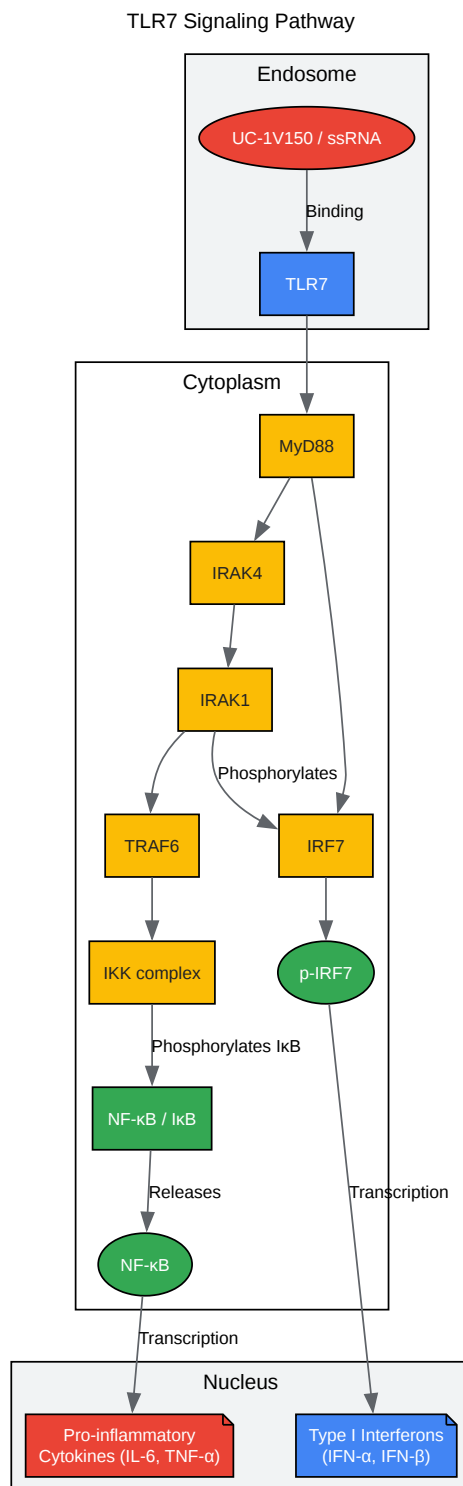 TLR7 Signaling Pathway
Endosome
UC-1V150 / ssRNA
Binding
TLR7
Cytoplasm
MyD88
IRAK4
IRAK1
Phosphorylates
TRAF6
IRF7
IKK complex
p-IRF7
Phosphorylates IκB
NF-κB / IκB
Releases
Transcription
NF-κB
Transcription
Nucleus
Pro-inflammatory
Cytokines (IL-6, TNF-α)
Type I Interferons
(IFN-α, IFN-β)